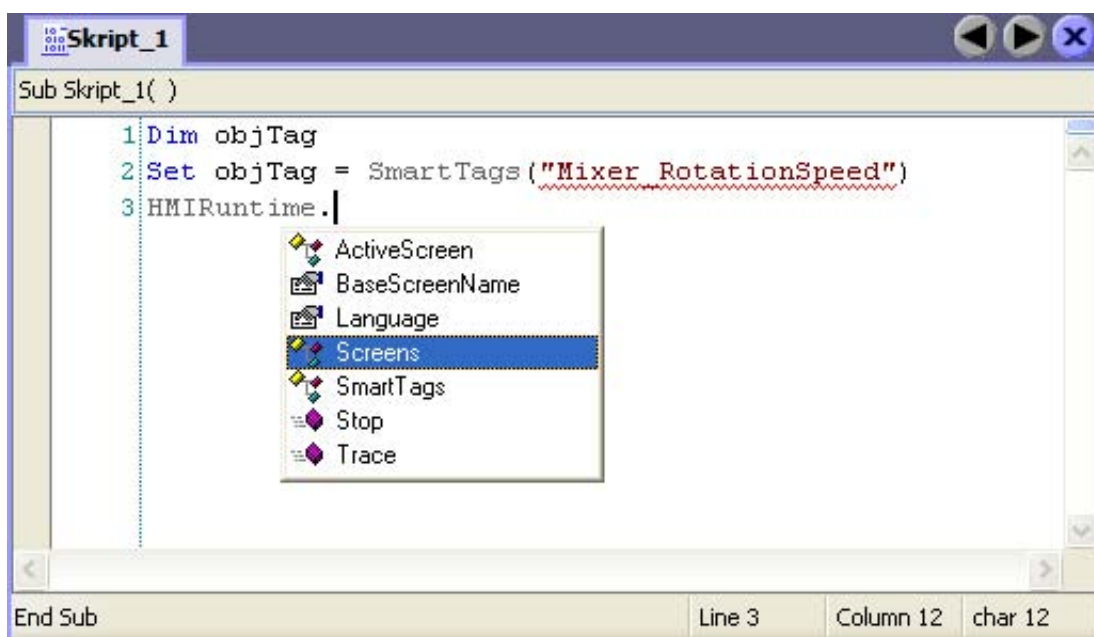 Skript_1
Sub Skript_1( )
1 Dim objTag
2 Set objTag = SmartTags("Mixer_RotationSpeed")
3 HMIRuntime.
ActiveScreen
BaseScreenName
Language
Screens
SmartTags
Stop
Trace
End Sub Line 3 Column 12 char 12